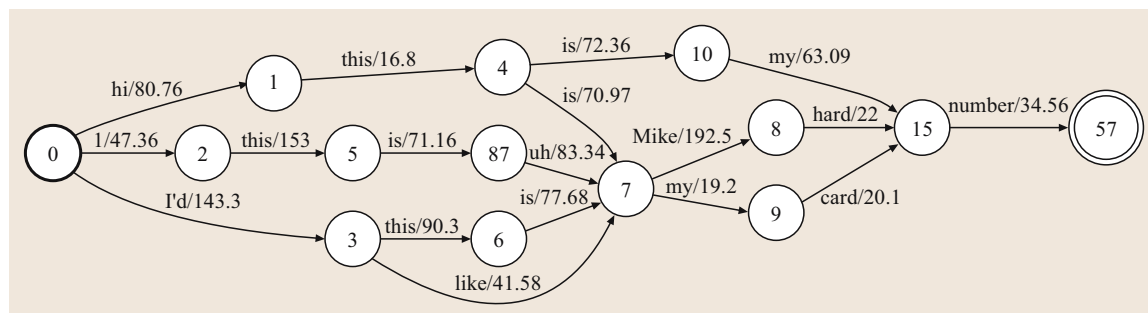 is/72.36
10
my/63.09
hi/80.76
1
this/16.8
4
is/70.97
0
1/47.36
2
this/153
5
is/71.16
87
uh/83.34
Mike/192.5
8
hard/22
15
number/34.56
57
I'd/143.3
3
this/90.3
6
is/77.68
7
my/19.2
9
card/20.1
like/41.58